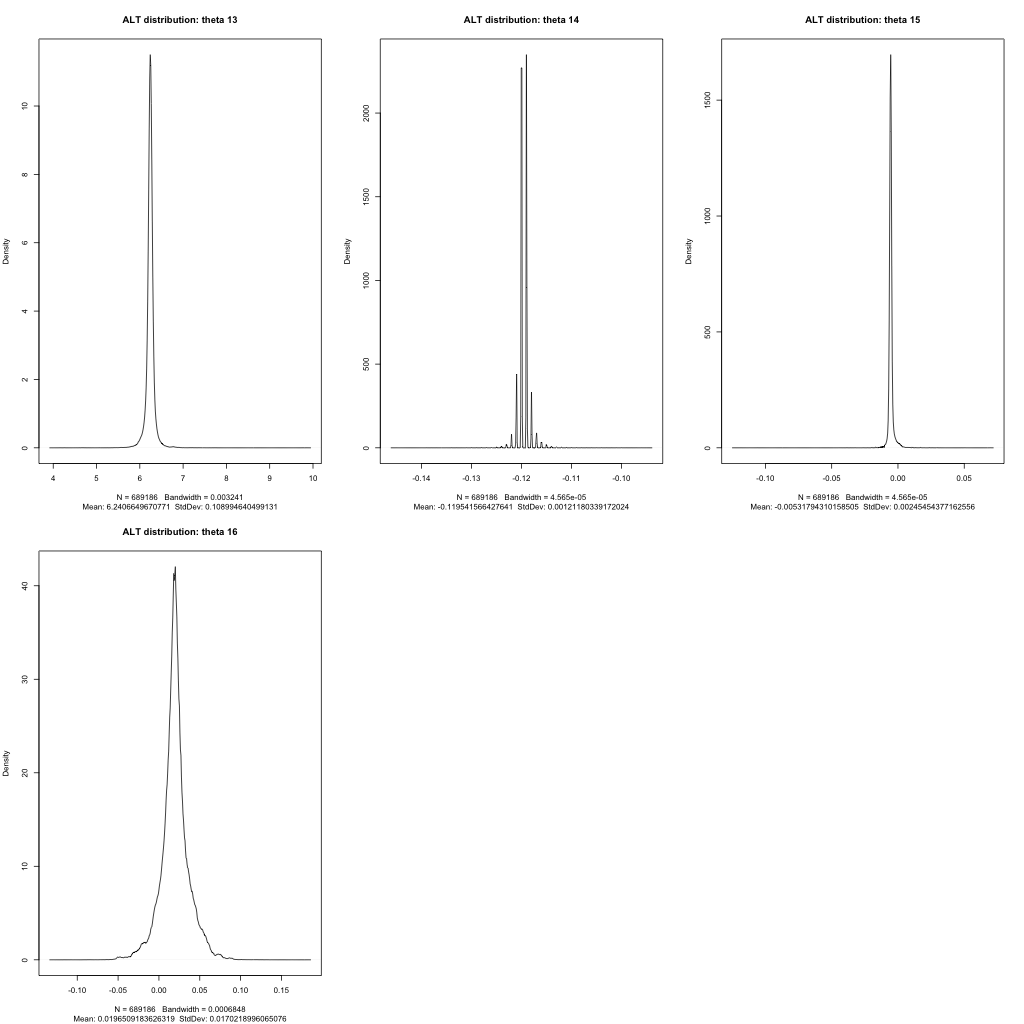 ALT distribution: theta 13
Density
0
2
4
6
8
10
4 5 6 7 8 9 10
N = 689186 Bandwidth = 0.003241
Mean: 6.2406649670771 StdDev: 0.108994640499131
ALT distribution: theta 14
Density
0
500
1000
1500
2000
-0.14 -0.13 -0.12 -0.11 -0.10
N = 689186 Bandwidth = 4.565e-05
Mean: -0.119541566427641 StdDev: 0.00121180339172024
ALT distribution: theta 15
Density
0
500
1000
1500
-0.10 -0.05 0.00 0.05
N = 689186 Bandwidth = 4.565e-05
Mean: -0.00531794310158505 StdDev: 0.00245454377162556
ALT distribution: theta 16
Density
0
10
20
30
40
-0.10 -0.05 0.00 0.05 0.10 0.15
N = 689186 Bandwidth = 0.0006848
Mean: 0.0196509183626319 StdDev: 0.0170218996065076